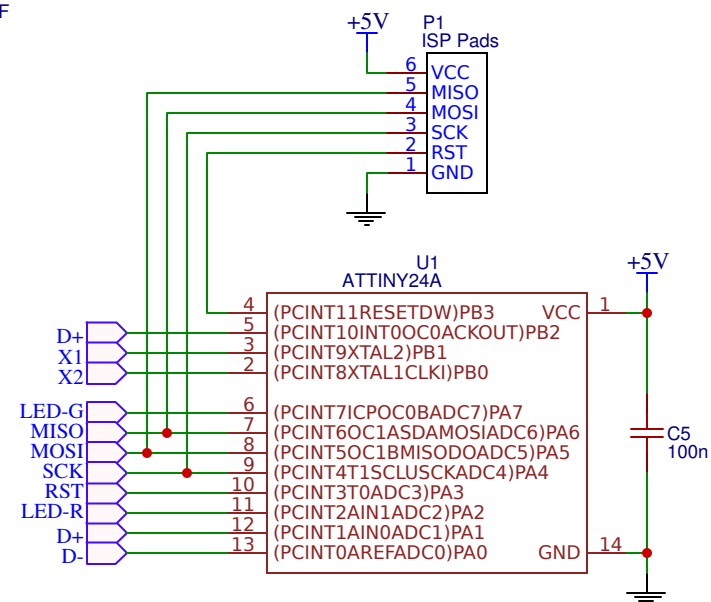 F
+5V
P1
ISP Pads
6 VCC
5 MISO
4 MOSI
3 SCK
2 RST
1 GND
U1
ATTINY24A
+5V
4 (PCINT11RESETDW)PB3 VCC 1
D+ 5 (PCINT10INT0OC0ACKOUT)PB2
X1 3 (PCINT9XTAL2)PB1
X2 2 (PCINT8XTAL1CLKI)PB0
LED-G 6 (PCINT7ICPOC0BADC7)PA7
MISO 7 (PCINT6OC1ASDAMOSIADC6)PA6
MOSI 8 (PCINT5OC1BMISODOADC5)PA5
SCK 9 (PCINT4T1SCLUSCKADC4)PA4
RST 10 (PCINT3T0ADC3)PA3
LED-R 11 (PCINT2AIN1ADC2)PA2
D+ 12 (PCINT1AIN0ADC1)PA1
D- 13 (PCINT0AREFADC0)PA0 GND 14
C5
100n